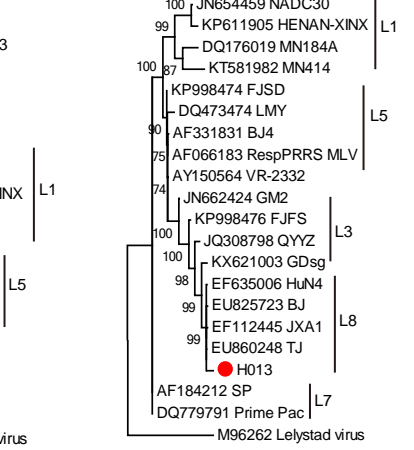 100 JN654459 NADC30
99 KP611905 HENAN-XINX L1
DQ176019 MN184A
3
100 87 KT581982 MN414
KP998474 FJSD
DQ473474 LMY L5
90 AF331831 BJ4
75 AF066183 RespPRRS MLV
AY150564 VR-2332
74
INX L1
JN662424 GM2
KP998476 FJFS
100 JQ308798 QYYZ L3
100 KX621003 GDsg
L5
98 EF635006 HuN4
99 EU825723 BJ
EF112445 JXA1 L8
99 EU860248 TJ
H013
AF184212 SP
DQ779791 Prime Pac L7
virus
M96262 Lelystad virus